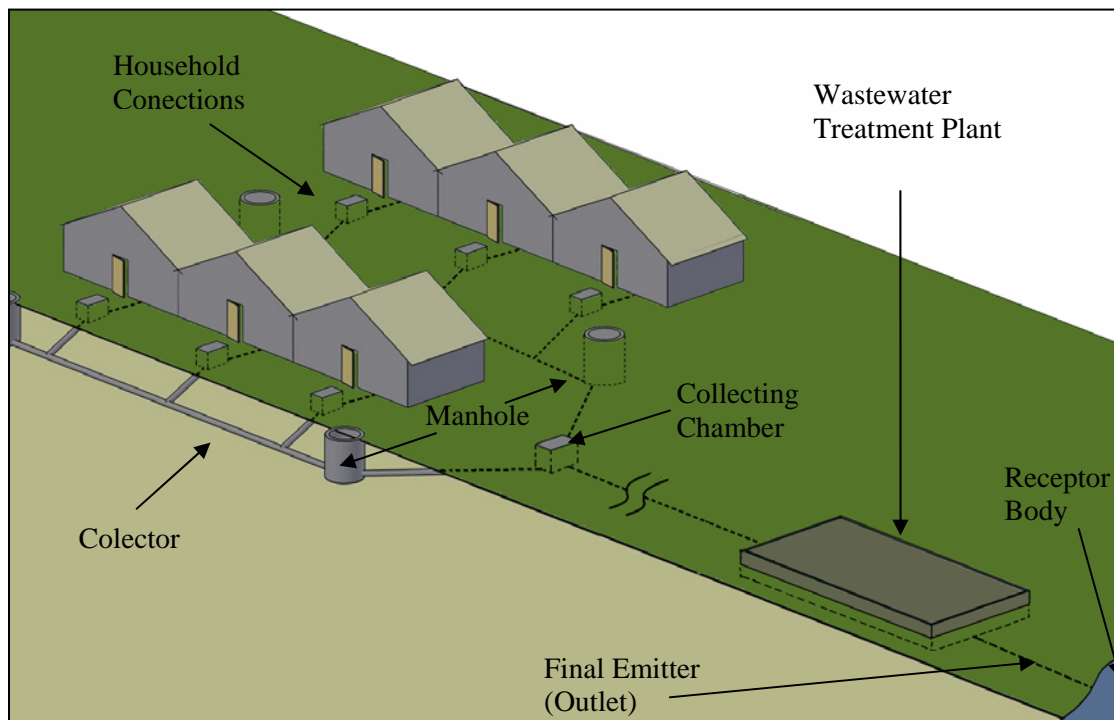 Household
Conections
Wastewater
Treatment Plant
Manhole
Collecting
Chamber
Receptor
Body
Colector
Final Emitter
(Outlet)